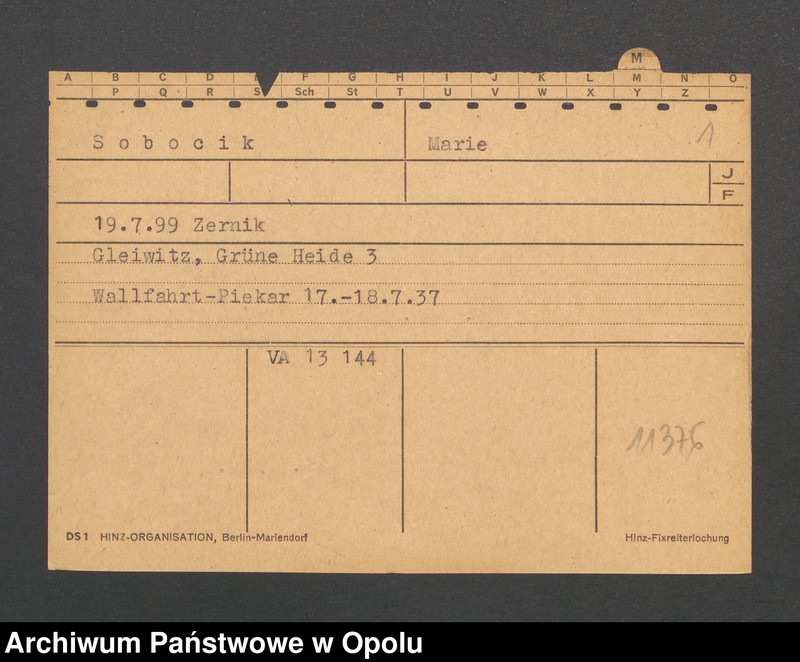 M
A B C D F G H I J K L M N O
P Q R S Sch St T U V W X Y Z
Sobocik Marie 1
J
F
19.7.99 Zernik
Gleiwitz, Grüne Heide 3
Wallfahrt-Piekar 17.-18.7.37
VA 13 144
11376
DS1 HINZ-ORGANISATION, Berlin-Mariendorf Hinz-Fixreiterlochung
Archiwum Państwowe w Opolu